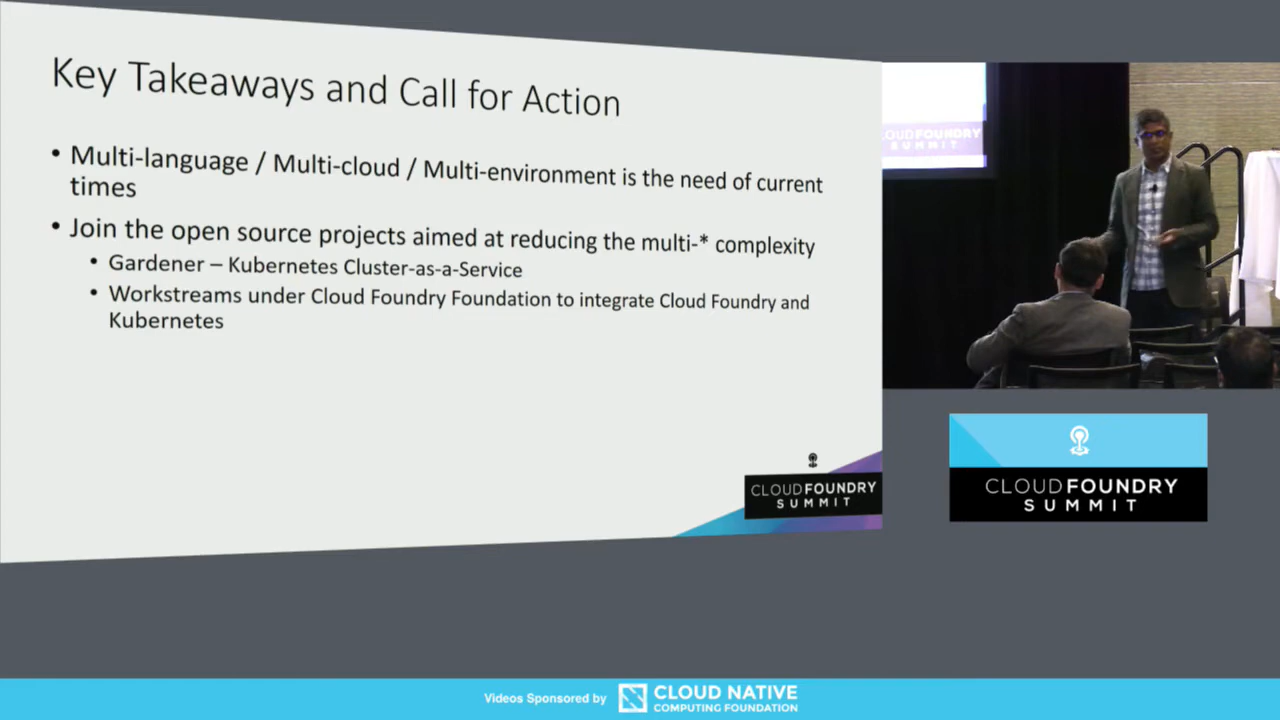 Key Takeaways and Call for Action
• Multi-language / Multi-cloud / Multi-environment is the need of current
times
• Join the open source projects aimed at reducing the multi-* complexity
• Gardener – Kubernetes Cluster-as-a-Service
• Workstreams under Cloud Foundry Foundation to integrate Cloud Foundry and
Kubernetes
CLOUDFOUNDRY
SUMMIT
LOUDFOUNDRY
SUMMIT
CLOUDFOUNDRY
SUMMIT
Videos Sponsored by
CLOUD NATIVE
COMPUTING FOUNDATION